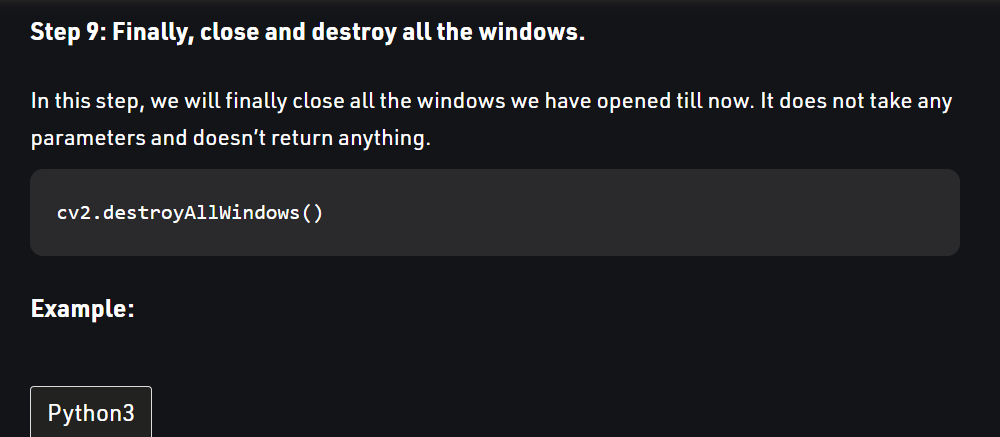 Step 9: Finally, close and destroy all the windows.
In this step, we will finally close all the windows we have opened till now. It does not take any
parameters and doesn’t return anything.
cv2.destroyAllWindows()
Example:
Python3